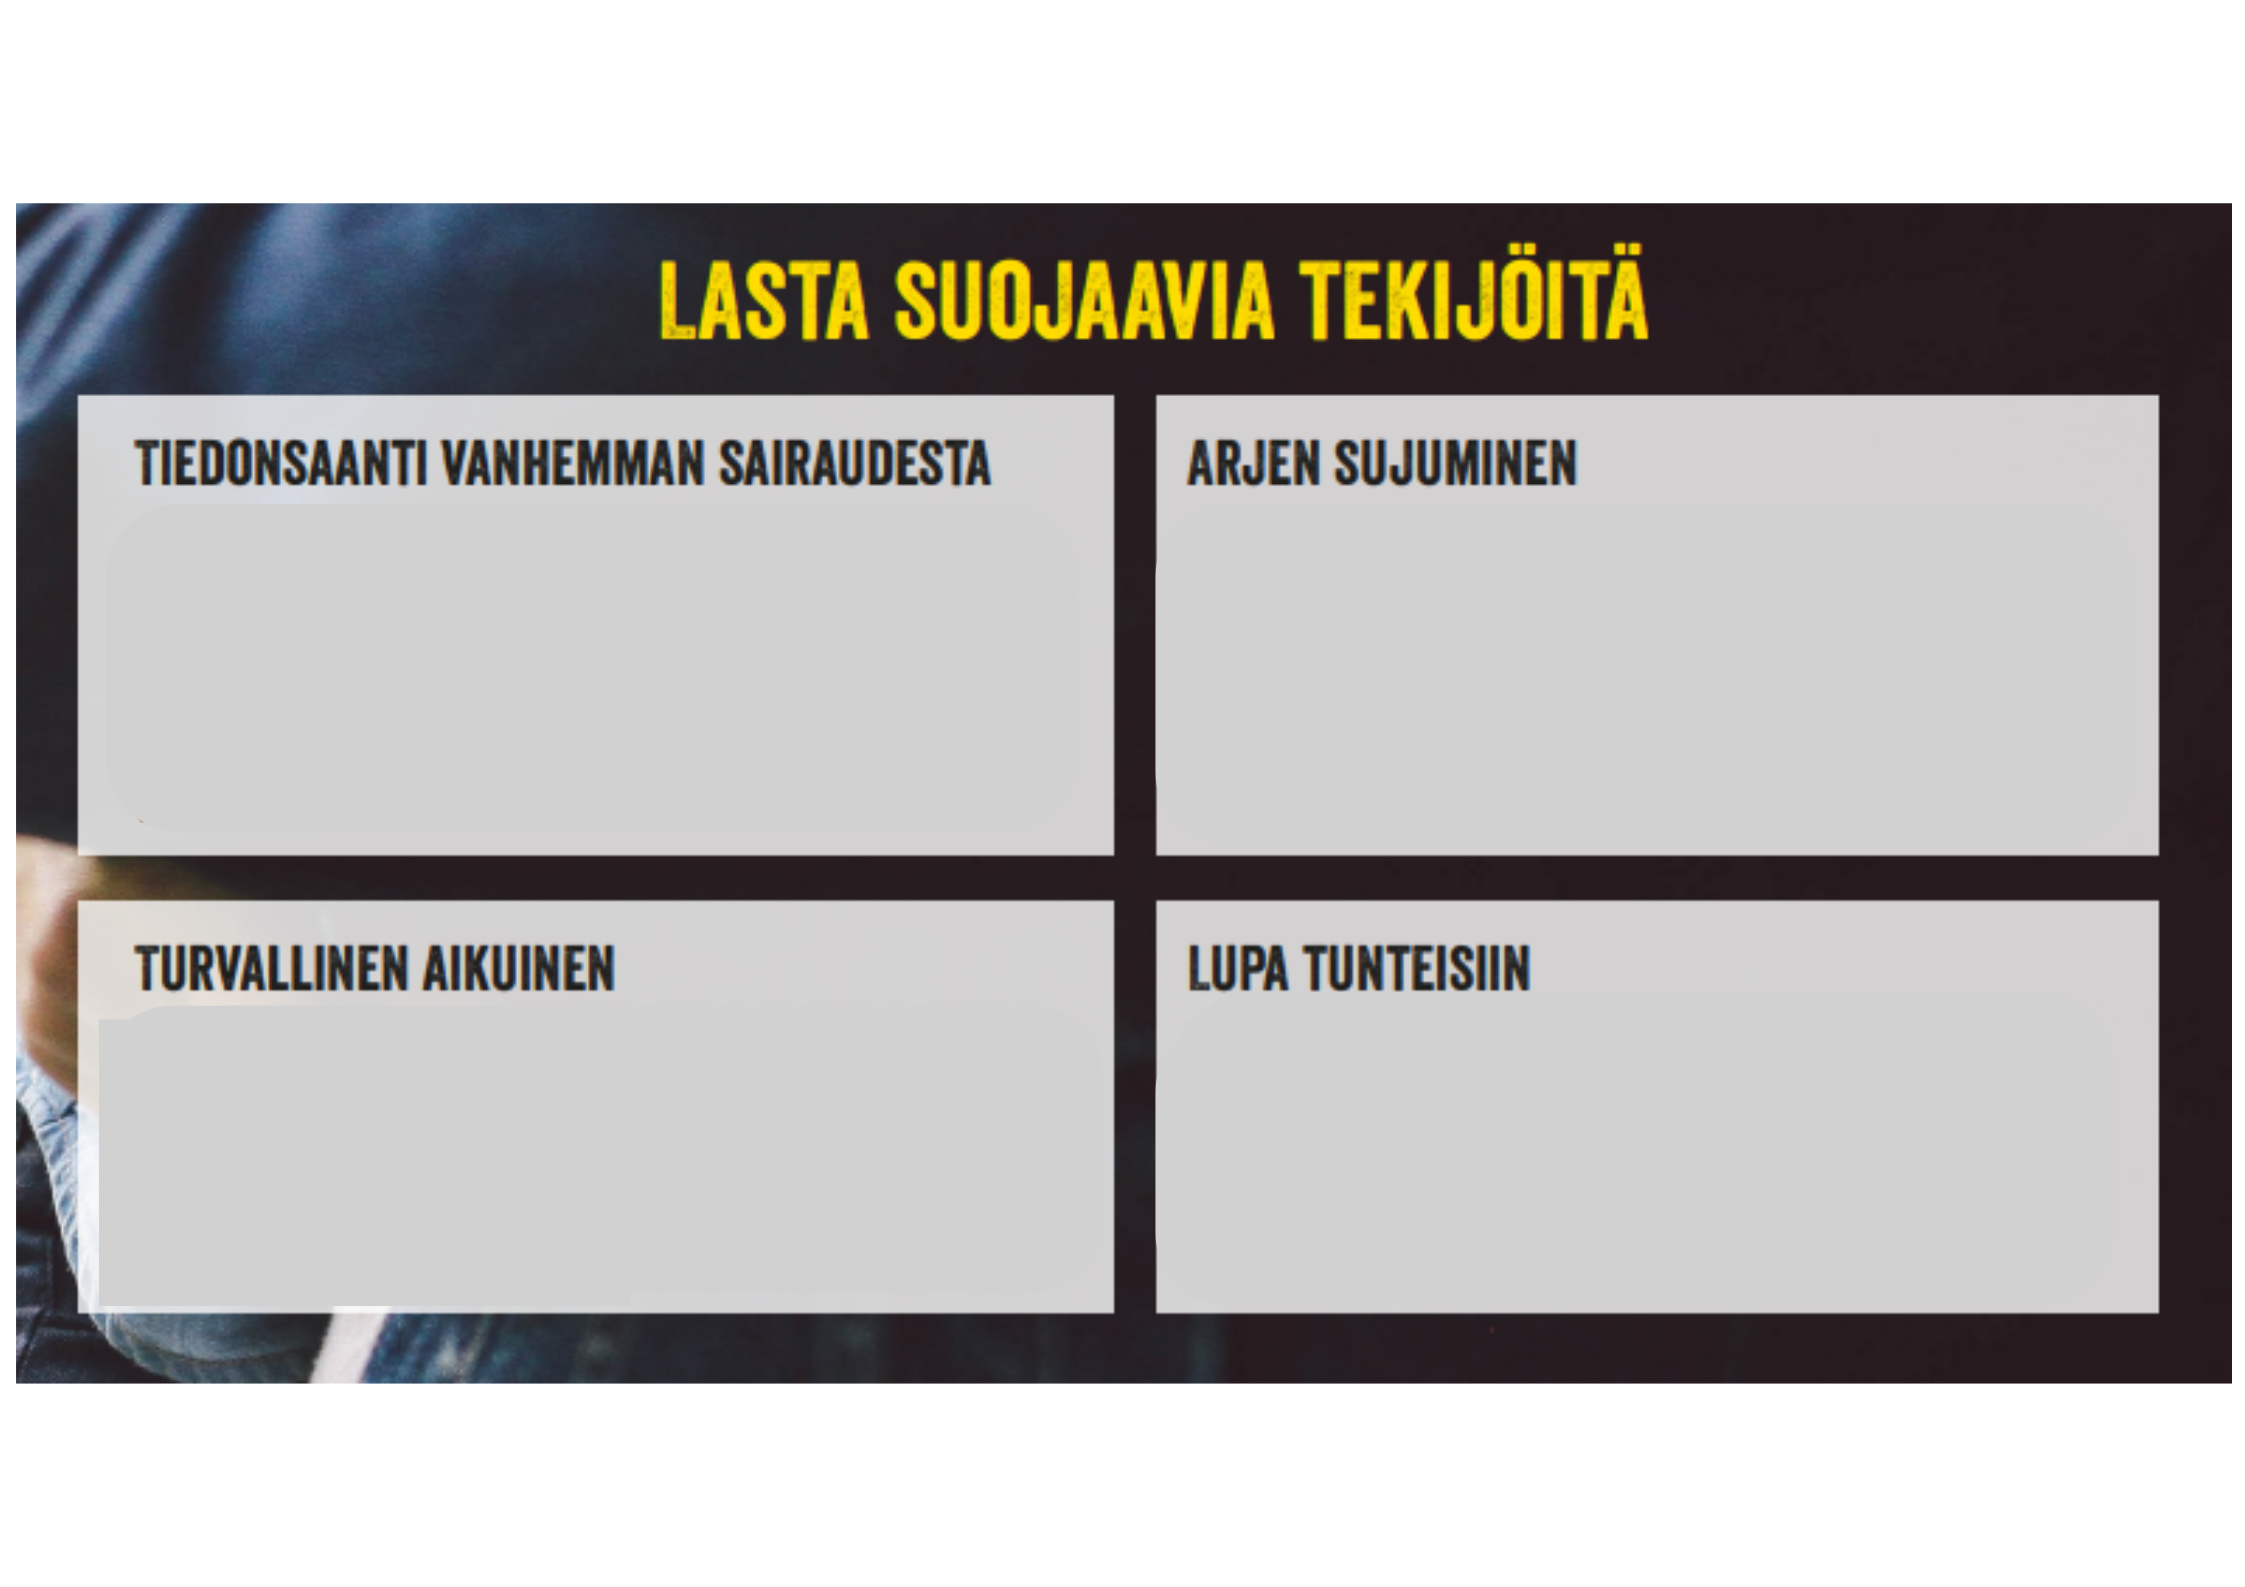 LASTA SUOJAAVIA TEKIJÖITÄ
TIEDONSAANTI VANHEMMAN SAIRAUDESTA
ARJEN SUJUMINEN
TURVALLINEN AIKUINEN
LUPA TUNTEISIIN